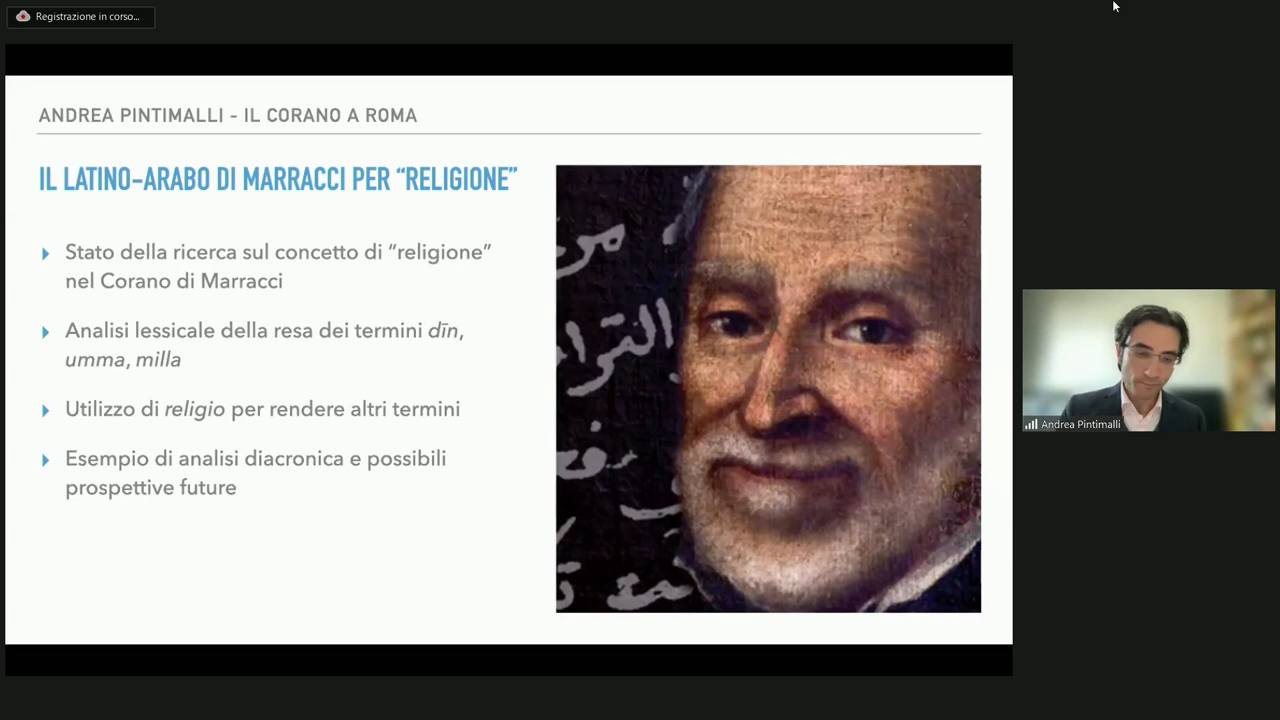 Registrazione in corso...
ANDREA PINTIMALLI - IL CORANO A ROMA
IL LATINO-ARABO DI MARRACCI PER “RELIGIONE”
Stato della ricerca sul concetto di “religione”
nel Corano di Marracci
Analisi lessicale della resa dei termini dīn,
umma, milla
Utilizzo di religio per rendere altri termini
Esempio di analisi diacronica e possibili
prospettive future
Andrea Pintimalli